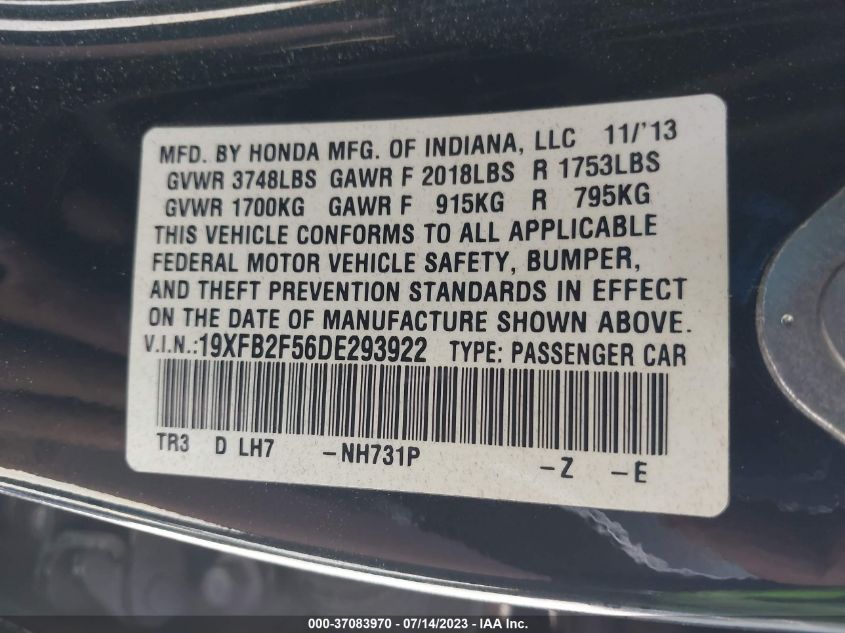 MFD. BY HONDA MFG. OF INDIANA, LLC 11/'13
GVWR 3748LBS GAWR F 2018LBS R 1753LBS
GVWR 1700KG GAWR F 915KG R 795KG
THIS VEHICLE CONFORMS TO ALL APPLICABLE
FEDERAL MOTOR VEHICLE SAFETY, BUMPER,
AND THEFT PREVENTION STANDARDS IN EFFECT
ON THE DATE OF MANUFACTURE SHOWN ABOVE.
V.I.N.:19XFB2F56DE293922 TYPE: PASSENGER CAR
TR3 D LH7 -NH731P -Z -E
000-37083970 / 07/14/2023 / IAA Inc.